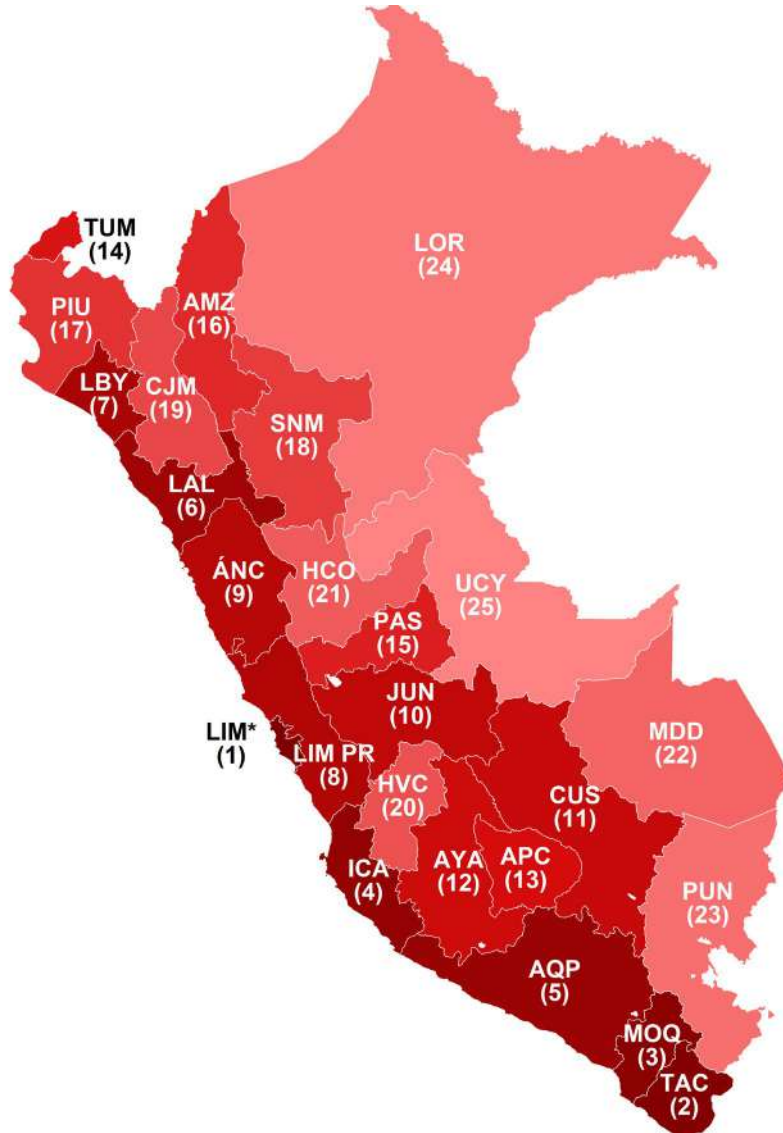 TUM
(14)
LOR
(24)
PIU
(17)
AMZ
(16)
LBY
(7)
CJM
(19)
SNM
(18)
LAL
(6)
ÁNC
(9)
HCO
(21)
UCY
(25)
PAS
(15)
JUN
(10)
LIM*
(1)
LIM PR
(8)
MDD
(22)
HVC
(20)
CUS
(11)
ICA
(4)
AYA
(12)
APC
(13)
PUN
(23)
AQP
(5)
MOQ
(3)
TAC
(2)